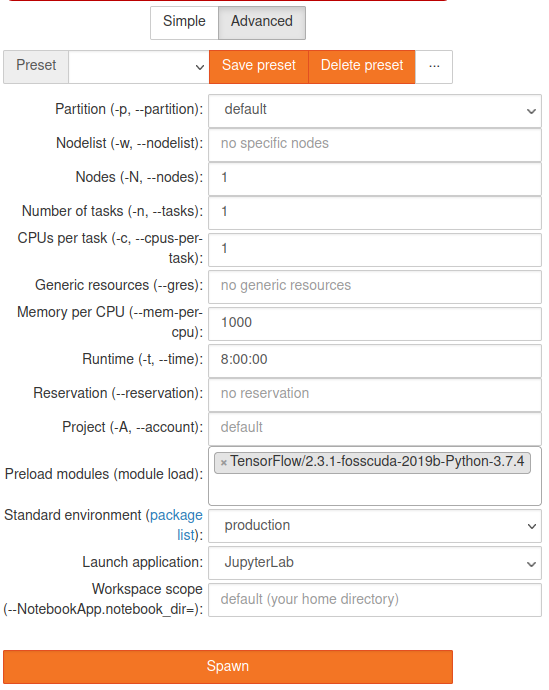 Simple Advanced
Preset Save preset Delete preset ...
Partition (-p, --partition): default
Nodelist (-w, --nodelist): no specific nodes
Nodes (-N, --nodes): 1
Number of tasks (-n, --tasks): 1
CPUs per task (-c, --cpus-per-
task): 1
Generic resources (--gres): no generic resources
Memory per CPU (--mem-per-
cpu): 1000
Runtime (-t, --time): 8:00:00
Reservation (--reservation): no reservation
Project (-A, --account): default
Preload modules (module load): × TensorFlow/2.3.1-fosscuda-2019b-Python-3.7.4
Standard environment (package
list): production
Launch application: JupyterLab
Workspace scope
(--NotebookApp.notebook_dir=): default (your home directory)
Spawn